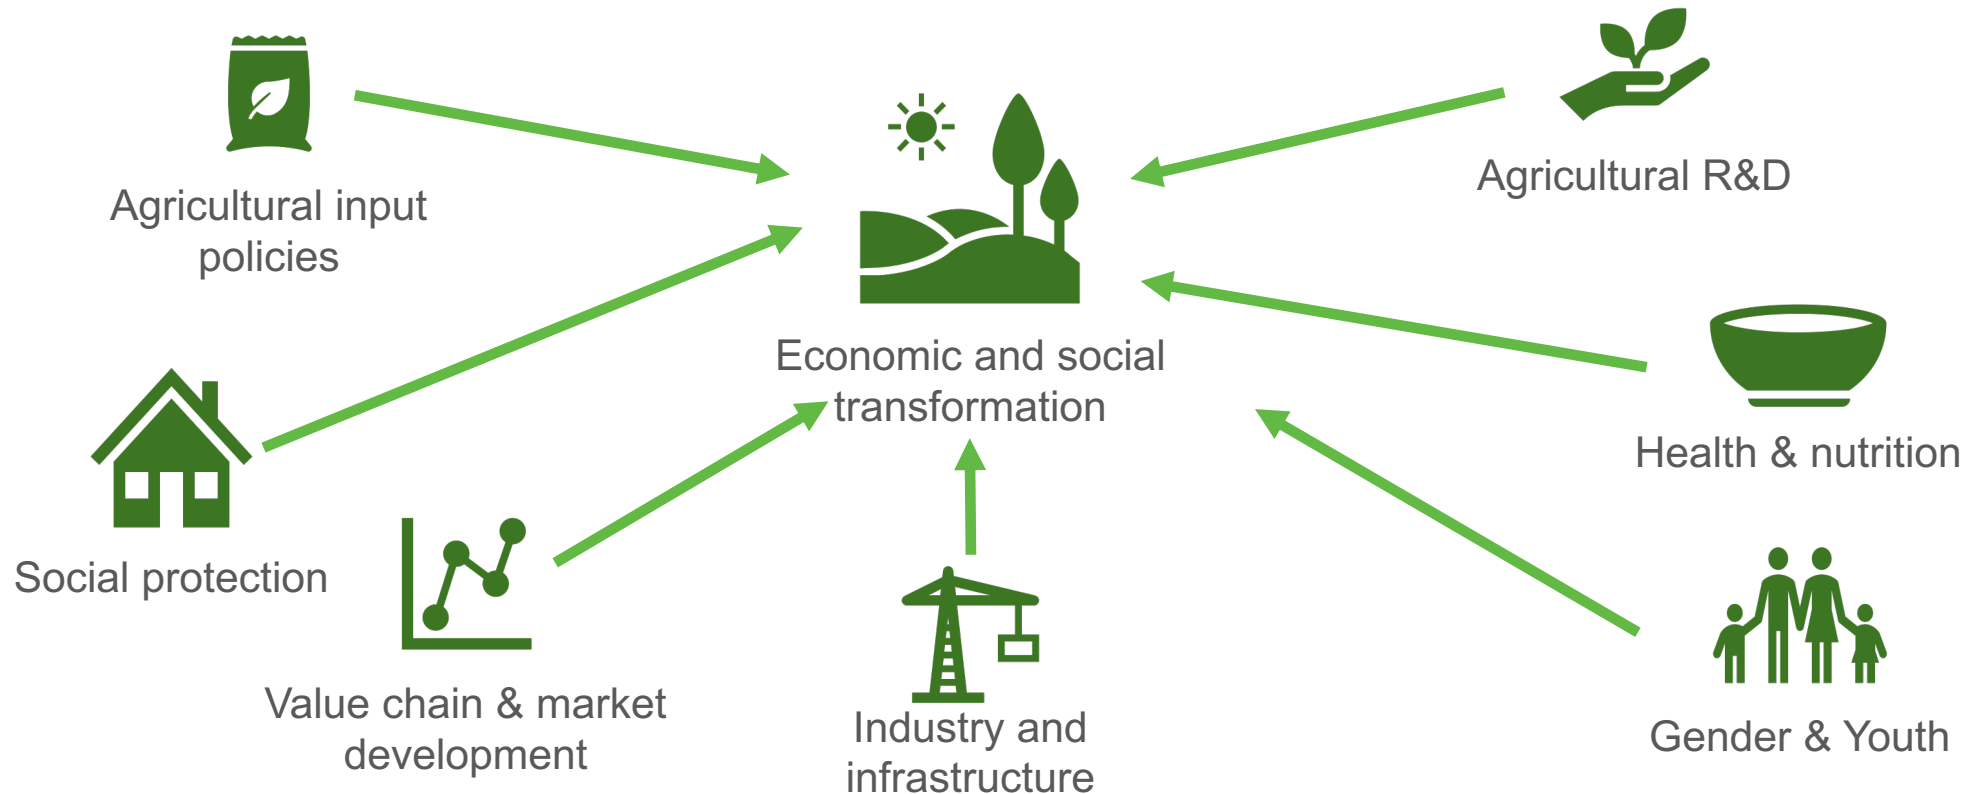 Agricultural input
policies
Agricultural R&D
Economic and social
transformation
Health & nutrition
Social protection
Value chain & market
development
Industry and
infrastructure
Gender & Youth